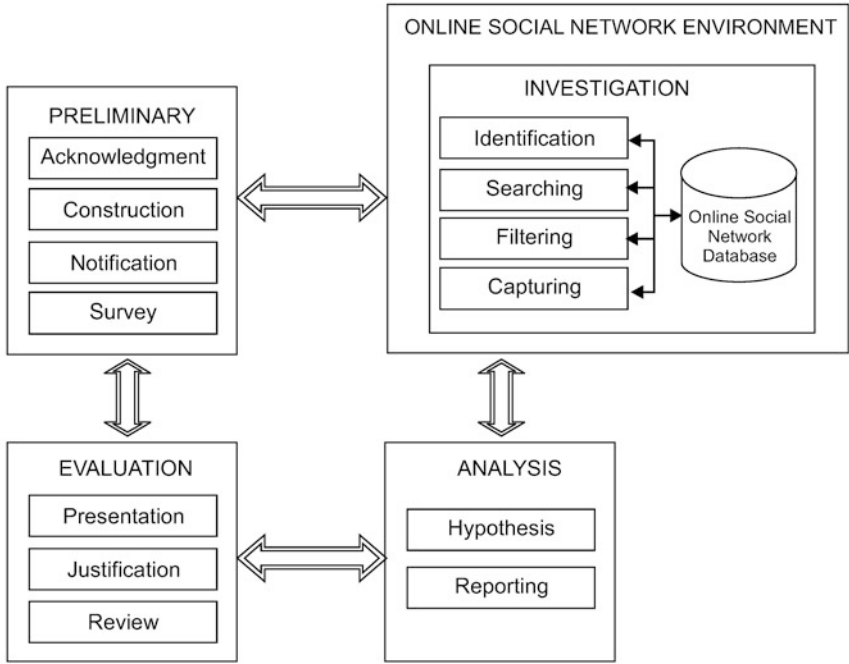 ONLINE SOCIAL NETWORK ENVIRONMENT
INVESTIGATION
Identification
Searching
Filtering
Capturing
Online Social
Network
Database
PRELIMINARY
Acknowledgment
Construction
Notification
Survey
EVALUATION
Presentation
Justification
Review
ANALYSIS
Hypothesis
Reporting